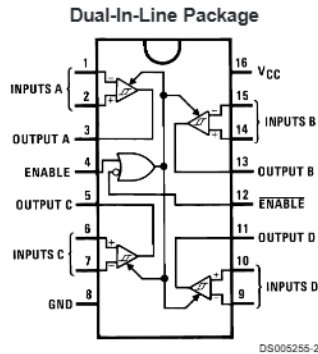 Dual-In-Line Package
1
INPUTS A
2
3
OUTPUT A
4
ENABLE
5
OUTPUT C
6
INPUTS C
7
8
GND
16
VCC
15
INPUTS B
14
13
OUTPUT B
12
ENABLE
11
OUTPUT D
10
INPUTS D
9
DS005255-2